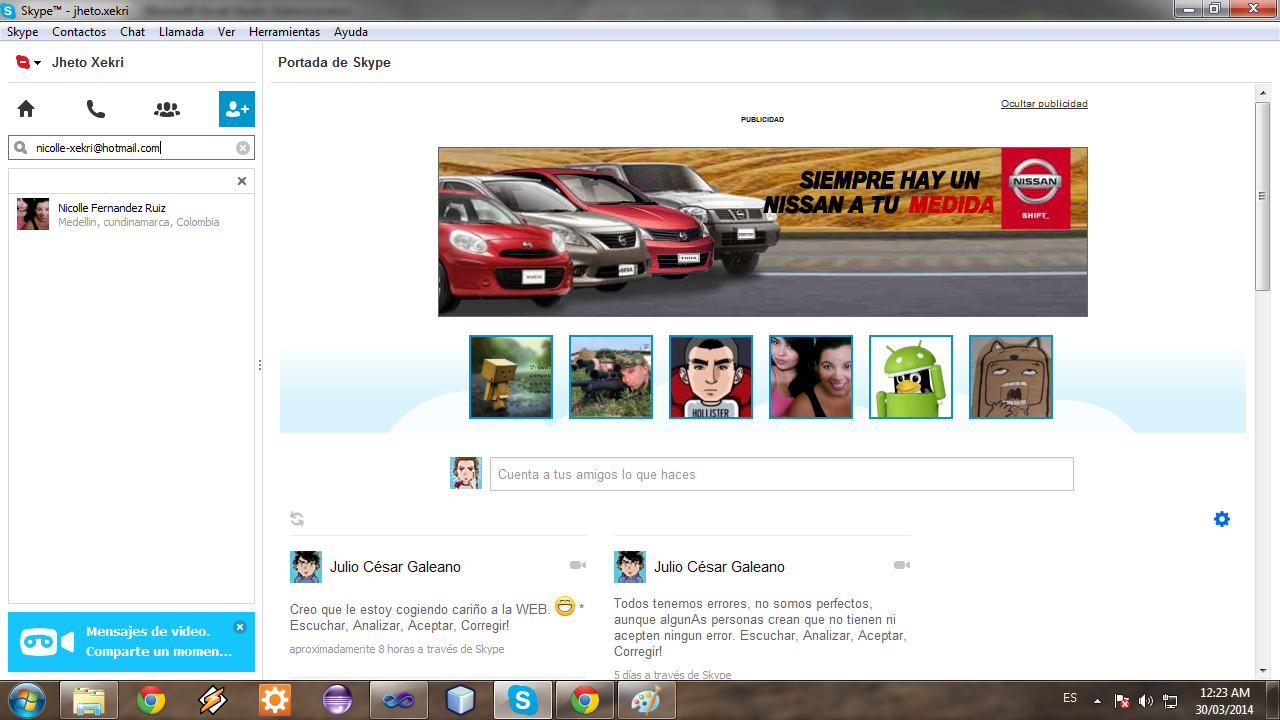 Skype™ - jheto.xekri
Skype Contactos Chat Llamada Ver Herramientas Ayuda
Jheto Xekri
nicolle-xekri@hotmail.com
Nicolle Fernandez Ruiz
Medellin, cundinamarca, Colombia
Mensajes de video.
Comparte un momen...
Portada de Skype
Ocultar publicidad
PUBLICIDAD
SIEMPRE HAY UN
NISSAN A TU MEDIDA
NISSAN
SHIFT_
TIIDA
HOLLISTER
Cuenta a tus amigos lo que haces
Julio César Galeano
Creo que le estoy cogiendo cariño a la WEB. *
Escuchar, Analizar, Aceptar, Corregir!
aproximadamente 8 horas a través de Skype
Julio César Galeano
Todos tenemos errores, no somos perfectos,
aunque algunAs personas crean que no tienen ni
acepten ningun error. Escuchar, Analizar, Aceptar,
Corregir!
5 días a través de Skype
ES
12:23 AM
30/03/2014